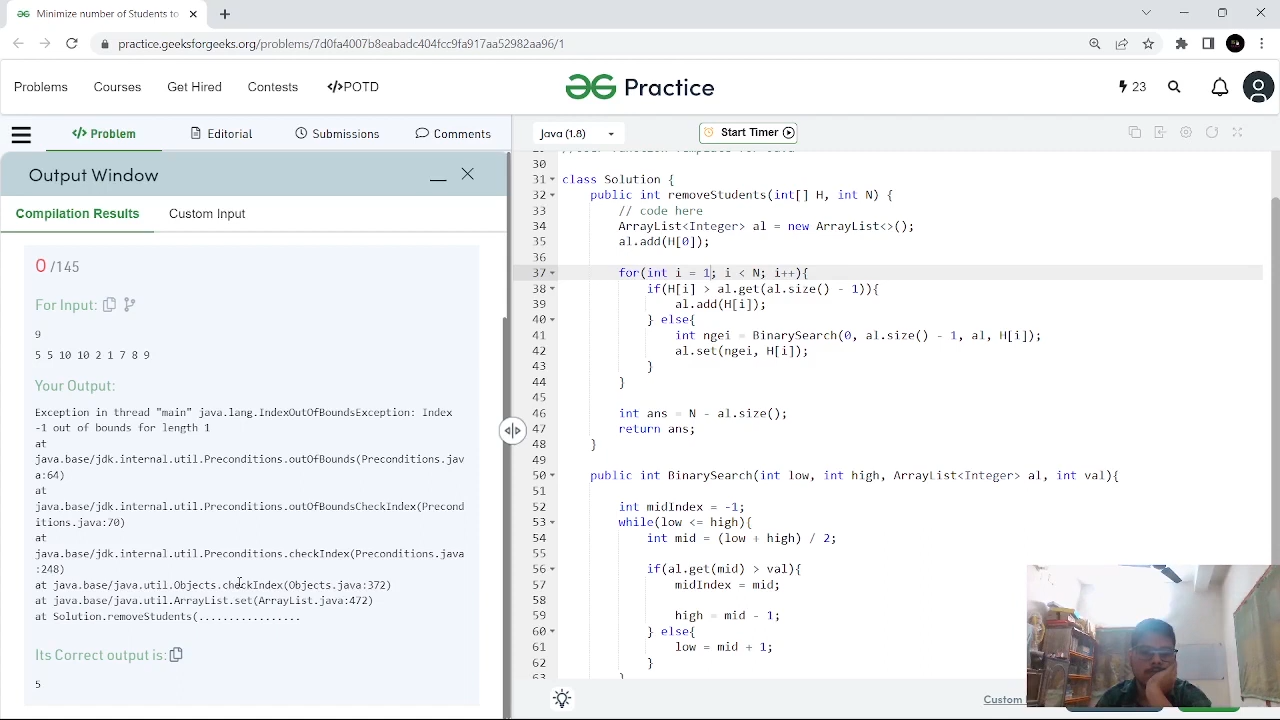 Minimize number of Students to
practice.geeksforgeeks.org/problems/7d0fa4007b8eabadc404fcc9fa917aa52982ae06/1
Problems
Courses
Get Hired
Contests
</>POTD
Practice
23
</> Problem
Editorial
Submissions
Comments
Java (1.8)
Start Timer
Output Window
Compilation Results
Custom Input
0 /145
For Input:
9
5 5 10 10 2 1 7 8 9
Your Output:
Exception in thread "main" java.lang.IndexOutOfBoundsException: Index
-1 out of bounds for length 1
at
java.base/jdk.internal.util.Preconditions.outOfBounds(Preconditions.jav
a:64)
at
java.base/jdk.internal.util.Preconditions.outOfBoundsCheckIndex(Precond
itions.java:70)
at
java.base/jdk.internal.util.Preconditions.checkIndex(Preconditions.java
:248)
at java.base/java.util.Objects.checkIndex(Objects.java:372)
at java.base/java.util.ArrayList.set(ArrayList.java:472)
at Solution.removeStudents(.................
Its Correct output is:
5
30
31 class Solution {
32 public int removeStudents(int[] H, int N) {
33 // code here
34 ArrayList<Integer> al = new ArrayList<>();
35 al.add(H[0]);
36
37 for(int i = 1; i < N; i++){
38 if(H[i] > al.get(al.size() - 1)){
39 al.add(H[i]);
40 } else{
41 int ngei = BinarySearch(0, al.size() - 1, al, H[i]);
42 al.set(ngei, H[i]);
43 }
44 }
45
46 int ans = N - al.size();
47 return ans;
48 }
49
50 public int BinarySearch(int low, int high, ArrayList<Integer> al, int val){
51
52 int midIndex = -1;
53 while(low <= high){
54 int mid = (low + high) / 2;
55
56 if(al.get(mid) > val){
57 midIndex = mid;
58
59 high = mid - 1;
60 } else{
61 low = mid + 1;
62 }
Custom